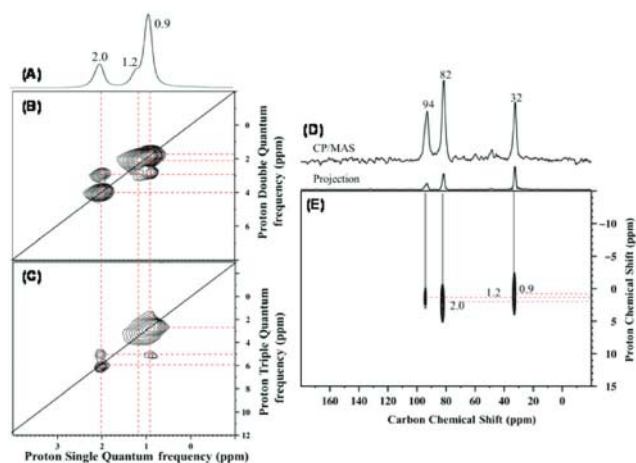 (A)
2.0
1.2
0.9
(B)
0
2
4
6
Proton Double Quantum
frequency (ppm)
(C)
0
2
4
6
8
10
12
Proton Triple Quantum
frequency (ppm)
3
2
1
0
Proton Single Quantum frequency (ppm)
94
82
32
(D)
CP/MAS
Projection
(E)
-10
-5
0
5
10
15
1.2
0.9
2.0
Proton Chemical Shift (ppm)
160
140
120
100
80
60
40
20
0
Carbon Chemical Shift (ppm)